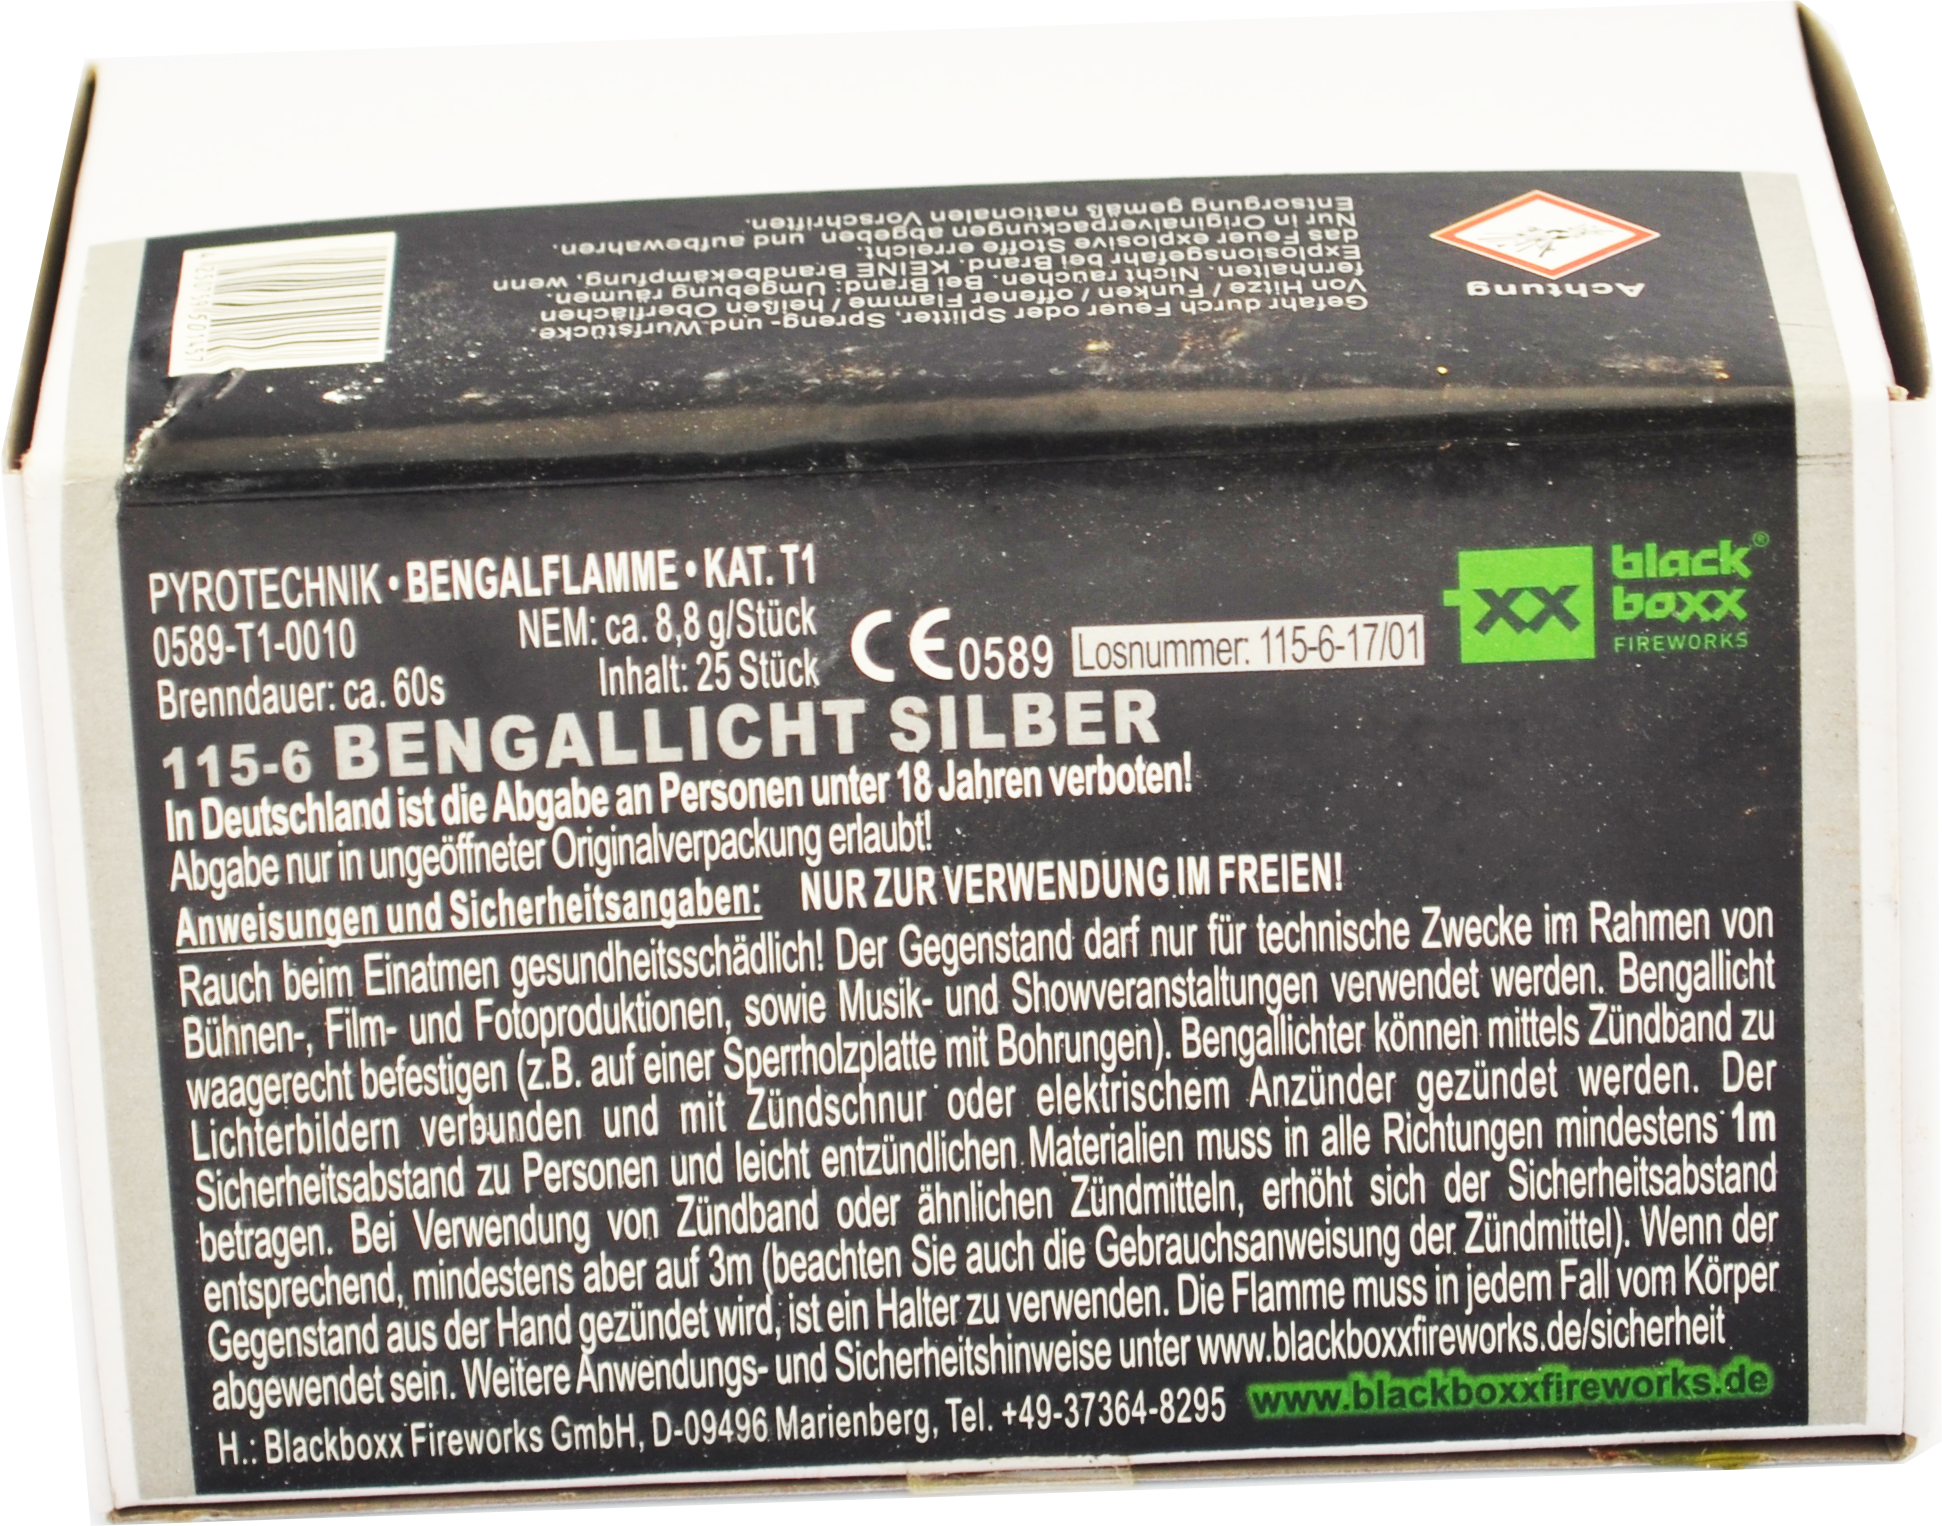 Achtung
Gefahr durch Feuer oder Splitter, Spreng- und Wurfstücke.
Von Hitze / Funken / offener Flamme / heißen Oberflächen
fernhalten. Nicht rauchen. Bei Brand: Umgebung räumen.
Explosionsgefahr bei Brand. KEINE Brandbekämpfung, wenn
das Feuer explosive Stoffe erreicht.
Nur in Originalverpackungen abgeben und aufbewahren.
Entsorgung gemäß nationalen Vorschriften.
PYROTECHNIK • BENGALFLAMME • KAT. T1
0589-T1-0010 NEM: ca. 8,8 g/Stück
Brenndauer: ca. 60s Inhalt: 25 Stück
CE 0589
Losnummer: 115-6-17/01
XX
black
boxx ®
FIREWORKS
115-6 BENGALLICHT SILBER
In Deutschland ist die Abgabe an Personen unter 18 Jahren verboten!
Abgabe nur in ungeöffneter Originalverpackung erlaubt!
Anweisungen und Sicherheitsangaben: NUR ZUR VERWENDUNG IM FREIEN!
Rauch beim Einatmen gesundheitsschädlich! Der Gegenstand darf nur für technische Zwecke im Rahmen von
Bühnen-, Film- und Fotoproduktionen, sowie Musik- und Showveranstaltungen verwendet werden. Bengallicht
waagerecht befestigen (z.B. auf einer Sperrholzplatte mit Bohrungen). Bengallichter können mittels Zündband zu
Lichterbildern verbunden und mit Zündschnur oder elektrischem Anzünder gezündet werden. Der
Sicherheitsabstand zu Personen und leicht entzündlichen Materialien muss in alle Richtungen mindestens 1m
betragen. Bei Verwendung von Zündband oder ähnlichen Zündmitteln, erhöht sich der Sicherheitsabstand
entsprechend, mindestens aber auf 3m (beachten Sie auch die Gebrauchsanweisung der Zündmittel). Wenn der
Gegenstand aus der Hand gezündet wird, ist ein Halter zu verwenden. Die Flamme muss in jedem Fall vom Körper
abgewendet sein. Weitere Anwendungs- und Sicherheitshinweise unter www.blackboxxfireworks.de/sicherheit
H.: Blackboxx Fireworks GmbH, D-09496 Marienberg, Tel. +49-37364-8295 www.blackboxxfireworks.de